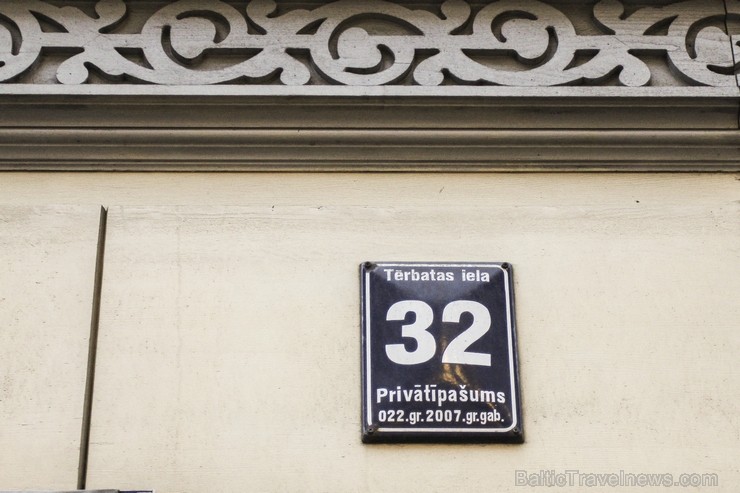 Tērbatas iela
32
Privātīpašums
022.gr.2007.gr.gab.
BalticTravelnews.com